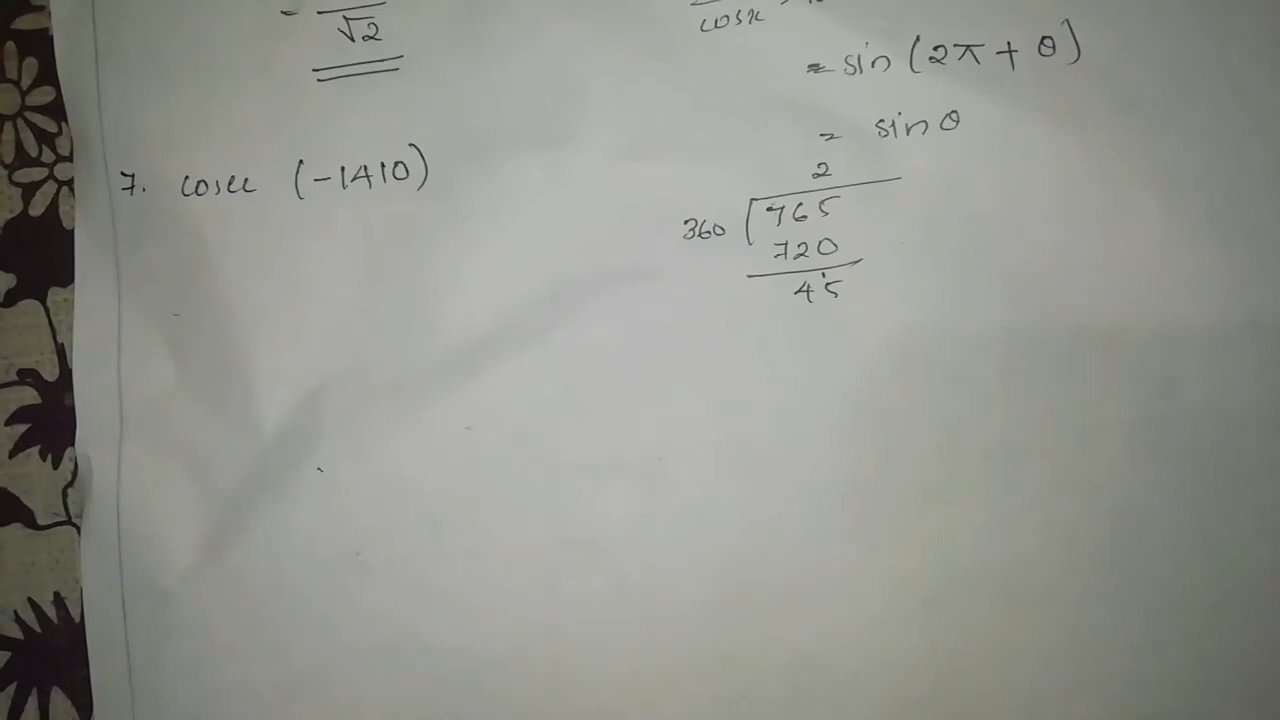 - √2
cosx
= sin (2π + θ)
= sin θ
7. cosec (-1410)
2
360 765
720
45